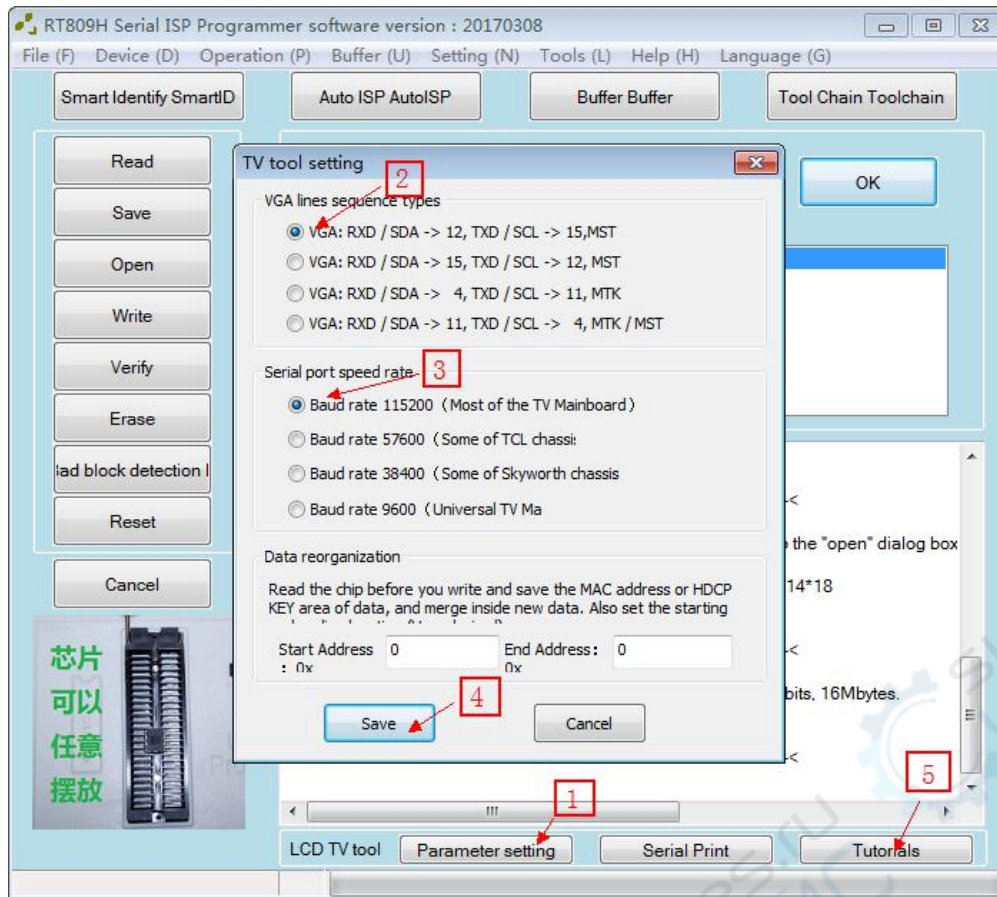 RT809H Serial ISP Programmer software version : 20170308
File (F) Device (D) Operation (P) Buffer (U) Setting (N) Tools (L) Help (H) Language (G)
Smart Identify SmartID
Auto ISP AutoISP
Buffer Buffer
Tool Chain Toolchain
Read
Save
Open
Write
Verify
Erase
ad block detection
Reset
Cancel
芯片
可以
任意
摆放
TV tool setting
2
VGA lines sequence types
VGA: RXD / SDA -> 12, TXD / SCL -> 15,MST
VGA: RXD / SDA -> 15, TXD / SCL -> 12, MST
VGA: RXD / SDA -> 4, TXD / SCL -> 11, MTK
VGA: RXD / SDA -> 11, TXD / SCL -> 4, MTK / MST
Serial port speed rate
3
Baud rate 115200 (Most of the TV Mainboard)
Baud rate 57600 (Some of TCL chassis
Baud rate 38400 (Some of Skyworth chassis
Baud rate 9600 (Universal TV Ma
Data reorganization
Read the chip before you write and save the MAC address or HDCP
KEY area of data, and merge inside new data. Also set the starting
Start Address
: 0x
0
End Address:
0x
0
4
Save
Cancel
OK
-<
the "open" dialog box
14*18
-<
bits, 16Mbytes.
-<
1
5
LCD TV tool
Parameter setting
Serial Print
Tutorials